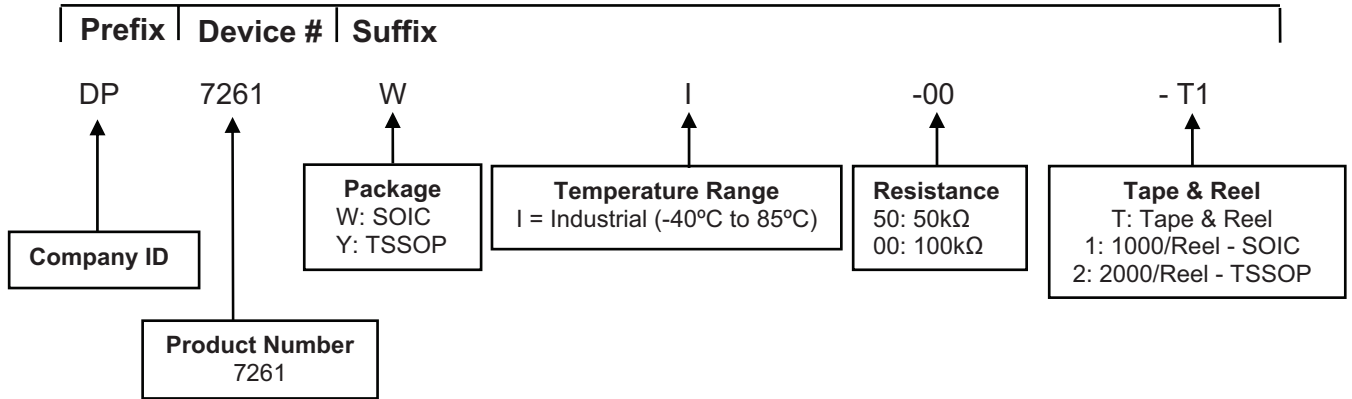 Prefix Device # Suffix
DP 7261 W I -00 - T1
Package
W: SOIC
Y: TSSOP
Temperature Range
I = Industrial (-40ºC to 85ºC)
Resistance
50: 50kΩ
00: 100kΩ
Tape & Reel
T: Tape & Reel
1: 1000/Reel - SOIC
2: 2000/Reel - TSSOP
Company ID
Product Number
7261